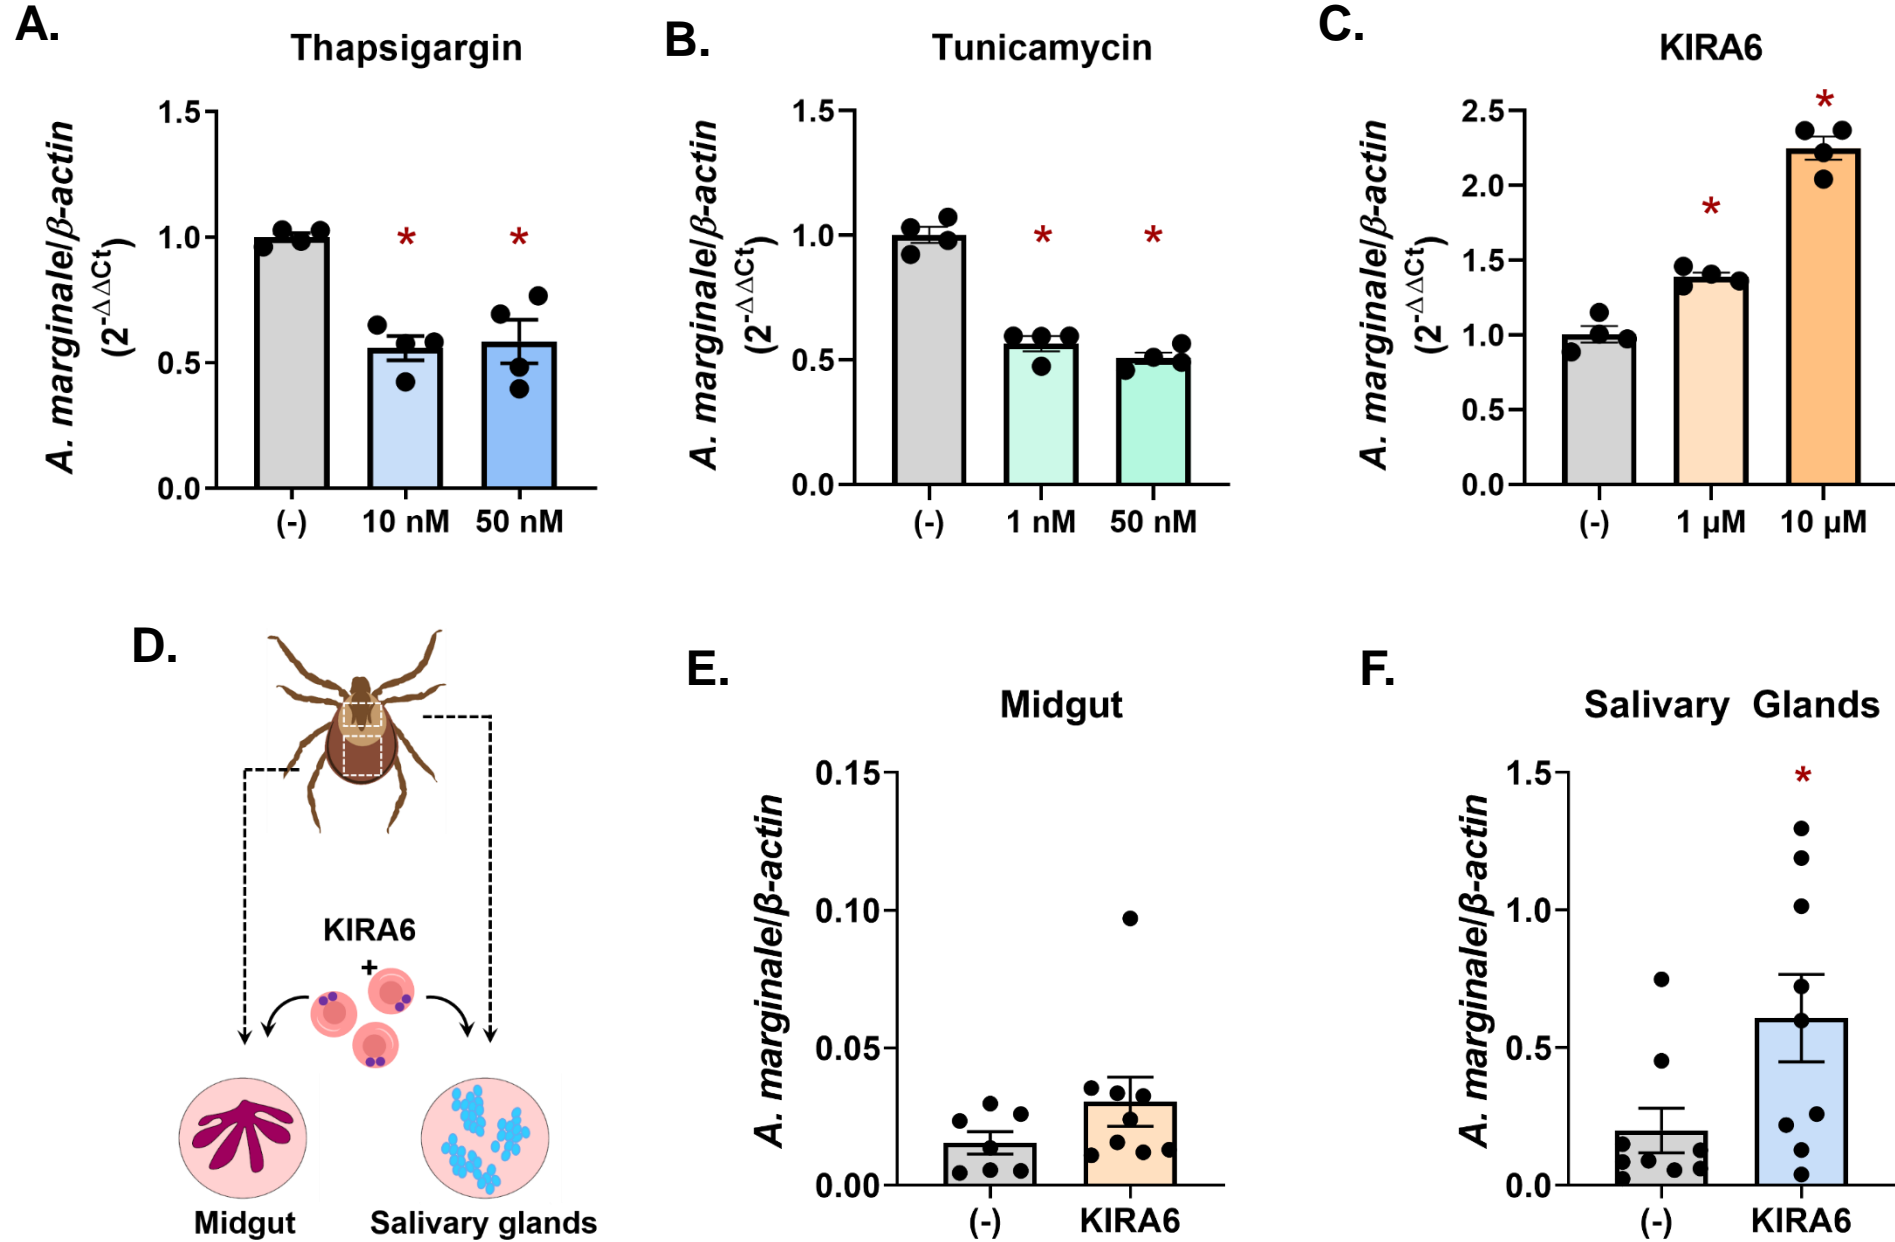 A.
Thapsigargin
A. marginale/β-actin
(2-ΔΔCt)
1.5
1.0
0.5
0.0
* *
(-) 10 nM 50 nM
B.
Tunicamycin
A. marginale/β-actin
(2-ΔΔCt)
1.5
1.0
0.5
0.0
* *
(-) 1 nM 50 nM
C.
KIRA6
A. marginale/β-actin
(2-ΔΔCt)
2.5
2.0
1.5
1.0
0.5
0.0
*
*
(-) 1 µM 10 µM
D.
KIRA6
+
Midgut Salivary glands
E.
Midgut
A. marginale/β-actin
0.15
0.10
0.05
0.00
(-) KIRA6
F.
Salivary Glands
A. marginale/β-actin
1.5
1.0
0.5
0.0
*
(-) KIRA6